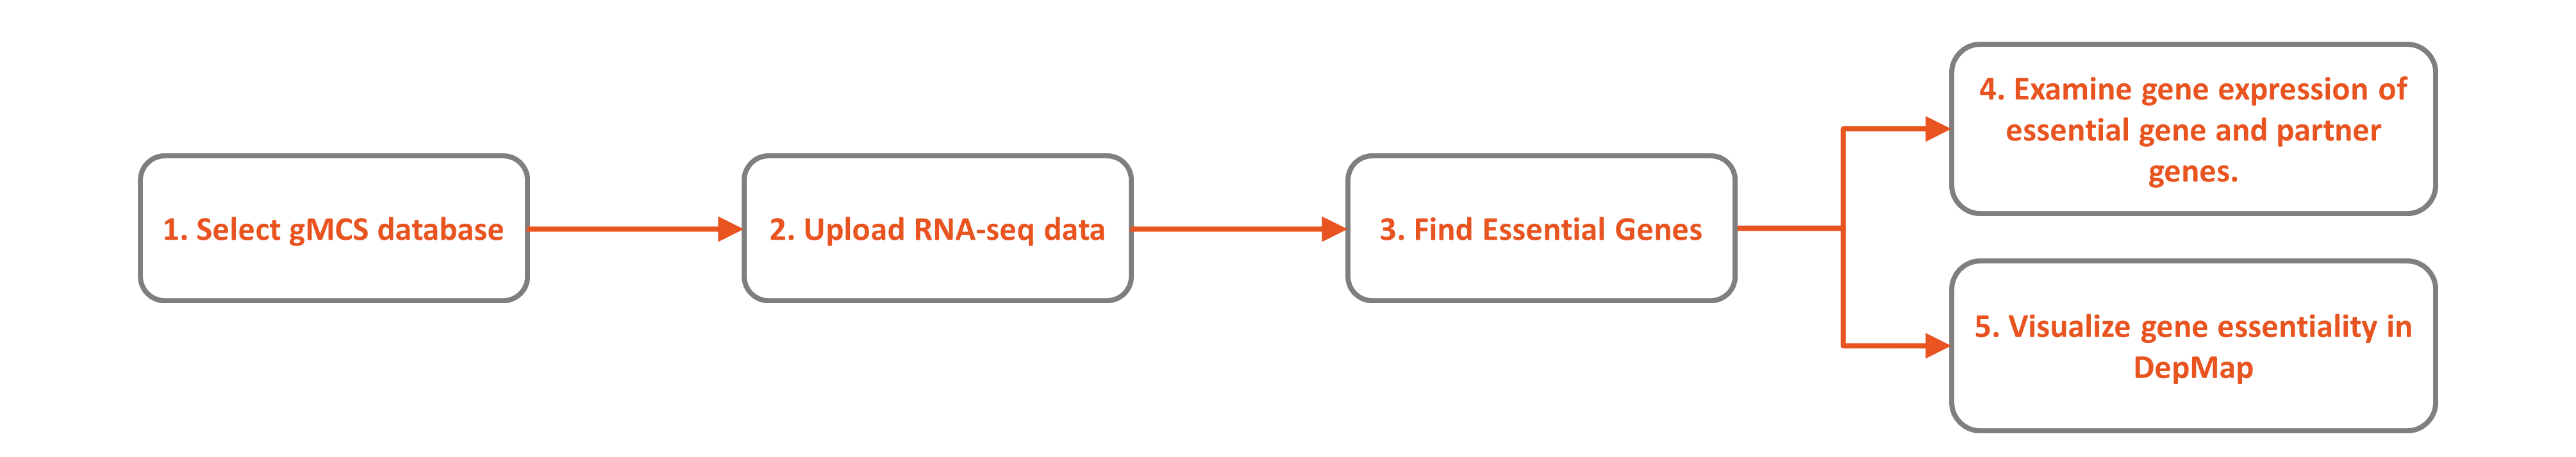 1. Select gMCS database
2. Upload RNA-seq data
3. Find Essential Genes
4. Examine gene expression of
essential gene and partner
genes.
5. Visualize gene essentiality in
DepMap